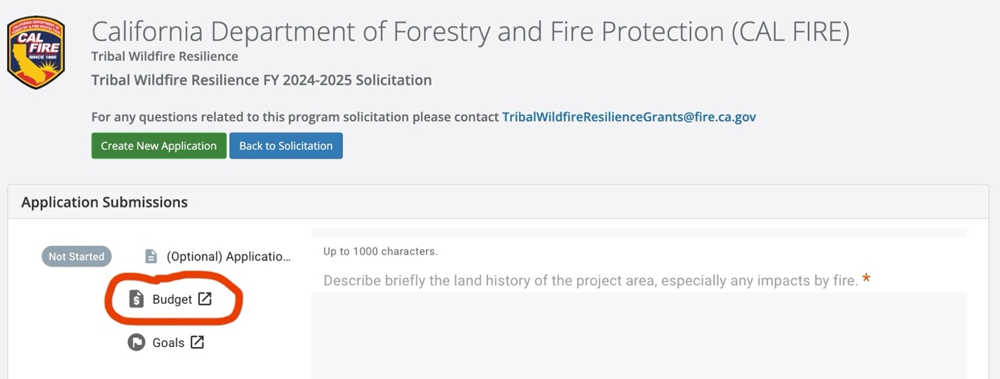 CALIFORNIA DEPARTMENT OF
FORESTRY & FIRE PROTECTION
CAL
FIRE
SINCE 1885
California Department of Forestry and Fire Protection (CAL FIRE)
Tribal Wildfire Resilience
Tribal Wildfire Resilience FY 2024-2025 Solicitation
For any questions related to this program solicitation please contact TribalWildfireResilienceGrants@fire.ca.gov
Create New Application Back to Solicitation
Application Submissions
Not Started (Optional) Applicatio...
Up to 1000 characters.
Describe briefly the land history of the project area, especially any impacts by fire. *
Budget
Goals